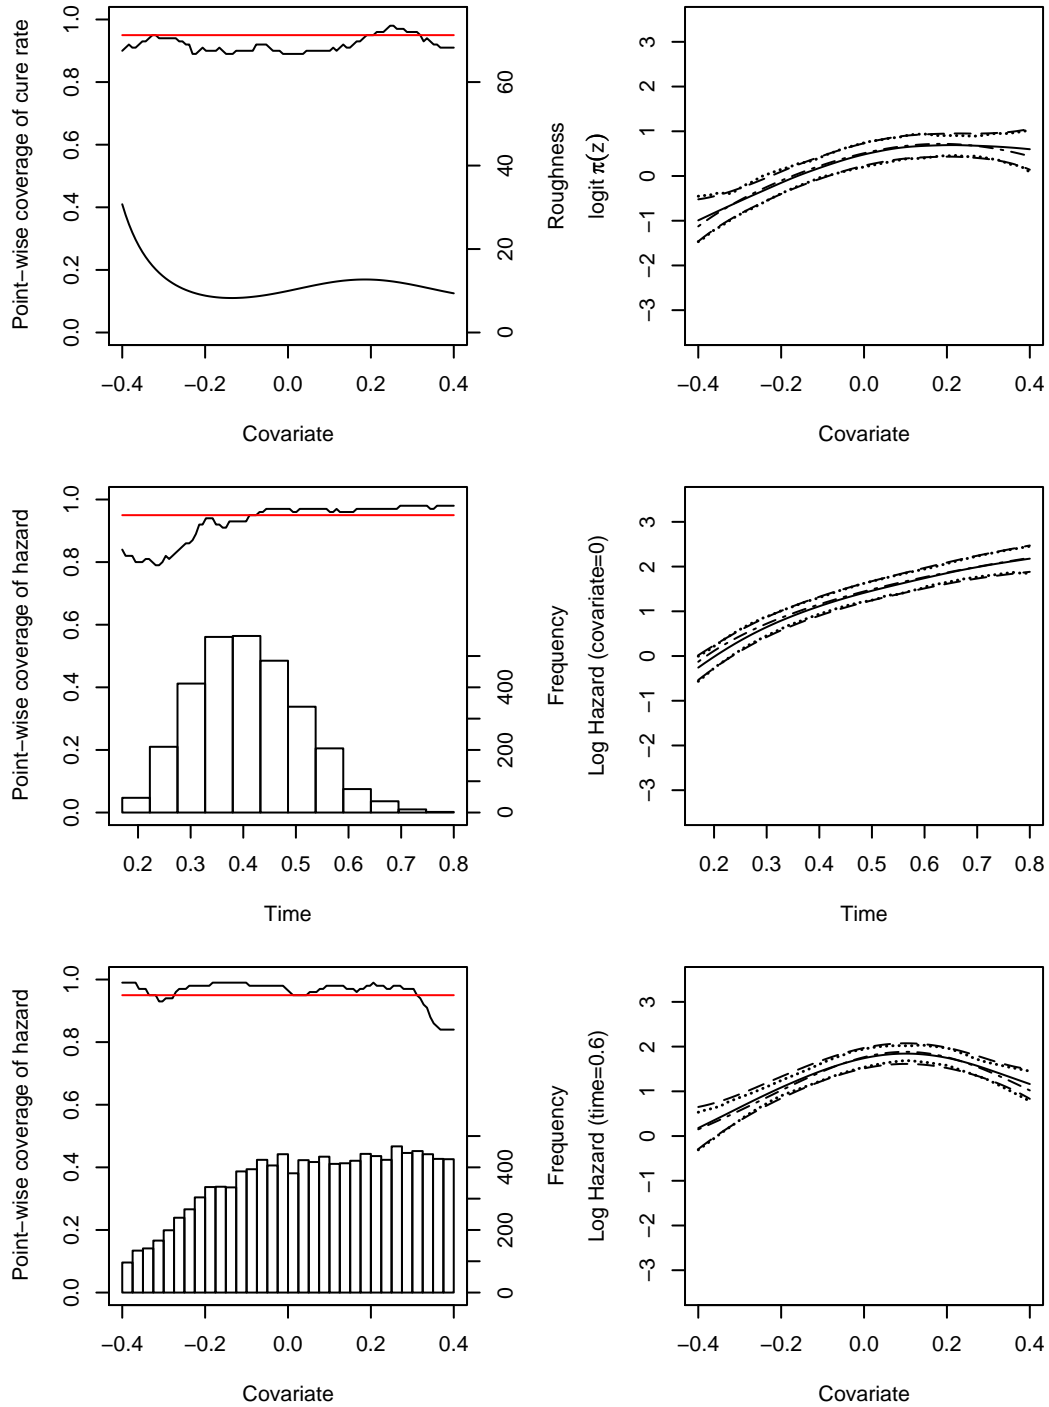 Point−wise coverage of cure rate
0.0 0.2 0.4 0.6 0.8 1.0
0 20 40 60
Roughness
−0.4 −0.2 0.0 0.2 0.4
Covariate
logit π(z)
−3 −2 −1 0 1 2 3
−0.4 −0.2 0.0 0.2 0.4
Covariate
Point−wise coverage of hazard
0.0 0.2 0.4 0.6 0.8 1.0
0 200 400
Frequency
0.2 0.3 0.4 0.5 0.6 0.7 0.8
Time
Log Hazard (covariate=0)
−3 −2 −1 0 1 2 3
0.2 0.3 0.4 0.5 0.6 0.7 0.8
Time
Point−wise coverage of hazard
0.0 0.2 0.4 0.6 0.8 1.0
0 200 400
Frequency
−0.4 −0.2 0.0 0.2 0.4
Covariate
Log Hazard (time=0.6)
−3 −2 −1 0 1 2 3
−0.4 −0.2 0.0 0.2 0.4
Covariate